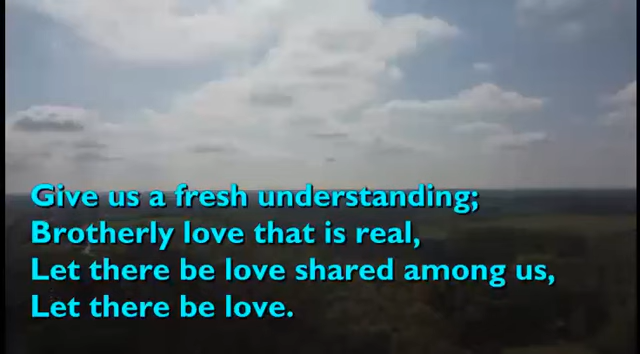 Give us a fresh understanding;
Brotherly love that is real,
Let there be love shared among us,
Let there be love.